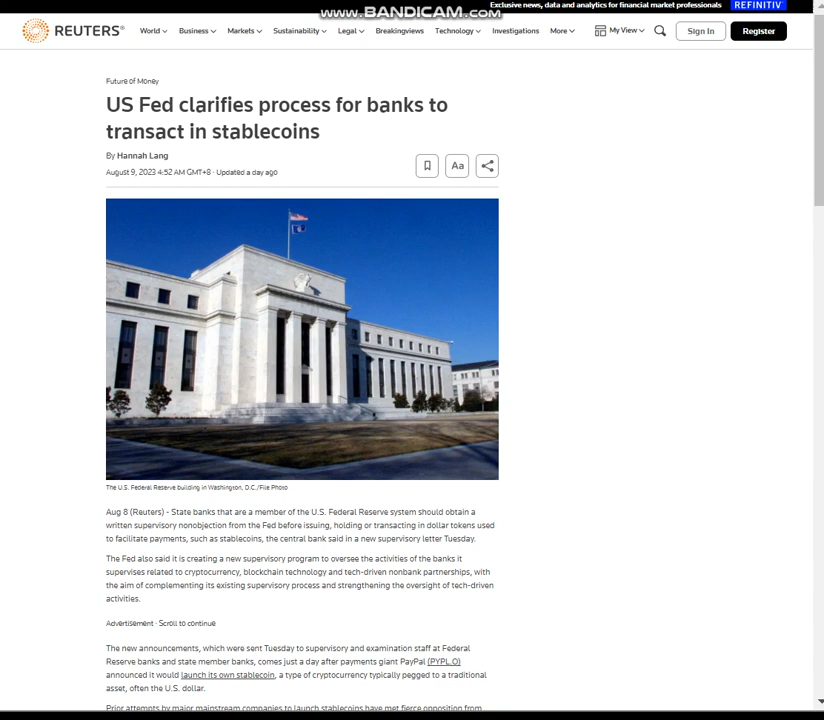 www.BANDICAM.com
Exclusive news, data and analytics for financial market professionals REFINITIV
REUTERS® World Business Markets Sustainability Legal Breakingviews Technology Investigations More My View Sign In Register
Future of Money
US Fed clarifies process for banks to
transact in stablecoins
By Hannah Lang
August 9, 2023 4:52 AM GMT+8 · Updated a day ago
Aa
The U.S. Federal Reserve building in Washington, D.C./File Photo
Aug 8 (Reuters) - State banks that are a member of the U.S. Federal Reserve system should obtain a
written supervisory nonobjection from the Fed before issuing, holding or transacting in dollar tokens used
to facilitate payments, such as stablecoins, the central bank said in a new supervisory letter Tuesday.
The Fed also said it is creating a new supervisory program to oversee the activities of the banks it
supervises related to cryptocurrency, blockchain technology and tech-driven nonbank partnerships, with
the aim of complementing its existing supervisory process and strengthening the oversight of tech-driven
activities.
Advertisement · Scroll to continue
The new announcements, which were sent Tuesday to supervisory and examination staff at Federal
Reserve banks and state member banks, comes just a day after payments giant PayPal (PYPL.O)
announced it would launch its own stablecoin, a type of cryptocurrency typically pegged to a traditional
asset, often the U.S. dollar.
Prior attempts by major mainstream companies to launch stablecoins have met fierce opposition from